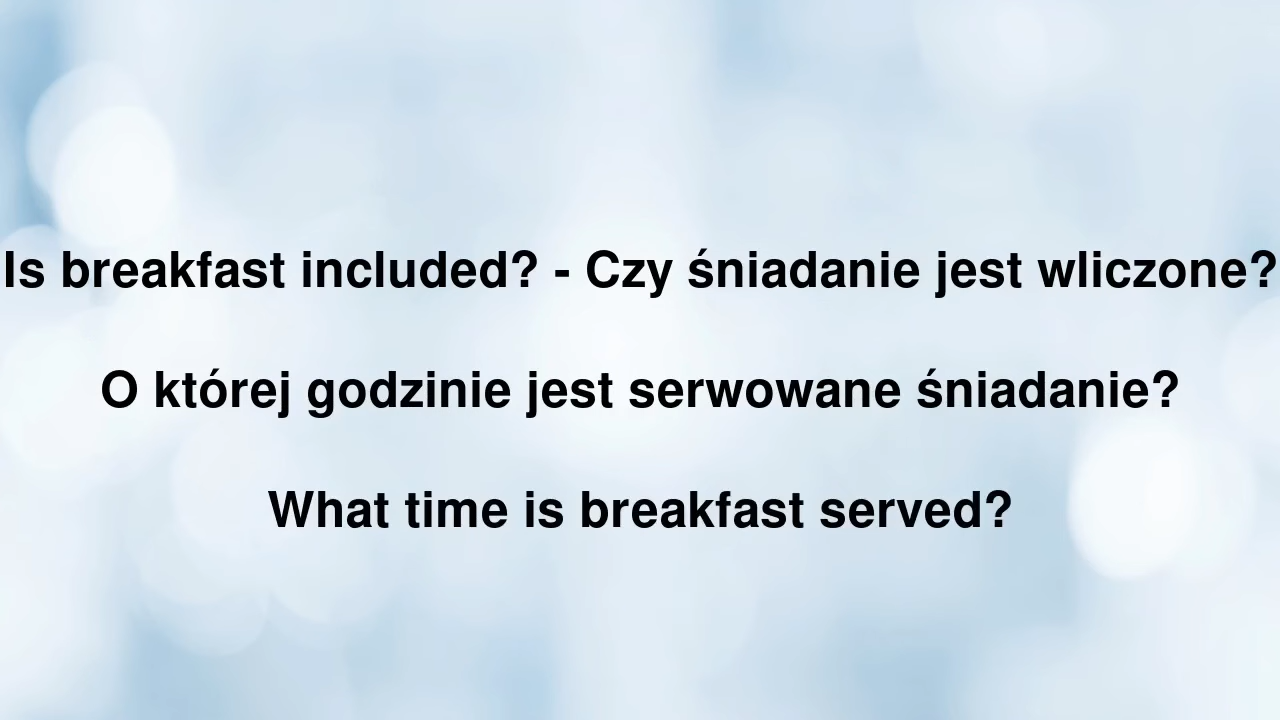 Is breakfast included? - Czy śniadanie jest wliczone?
O której godzinie jest serwowane śniadanie?
What time is breakfast served?